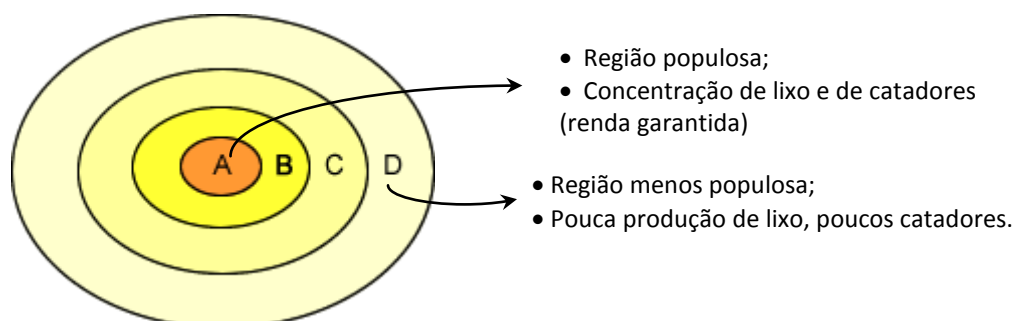 • Região populosa;
• Concentração de lixo e de catadores
(renda garantida)
A B C D
• Região menos populosa;
• Pouca produção de lixo, poucos catadores.